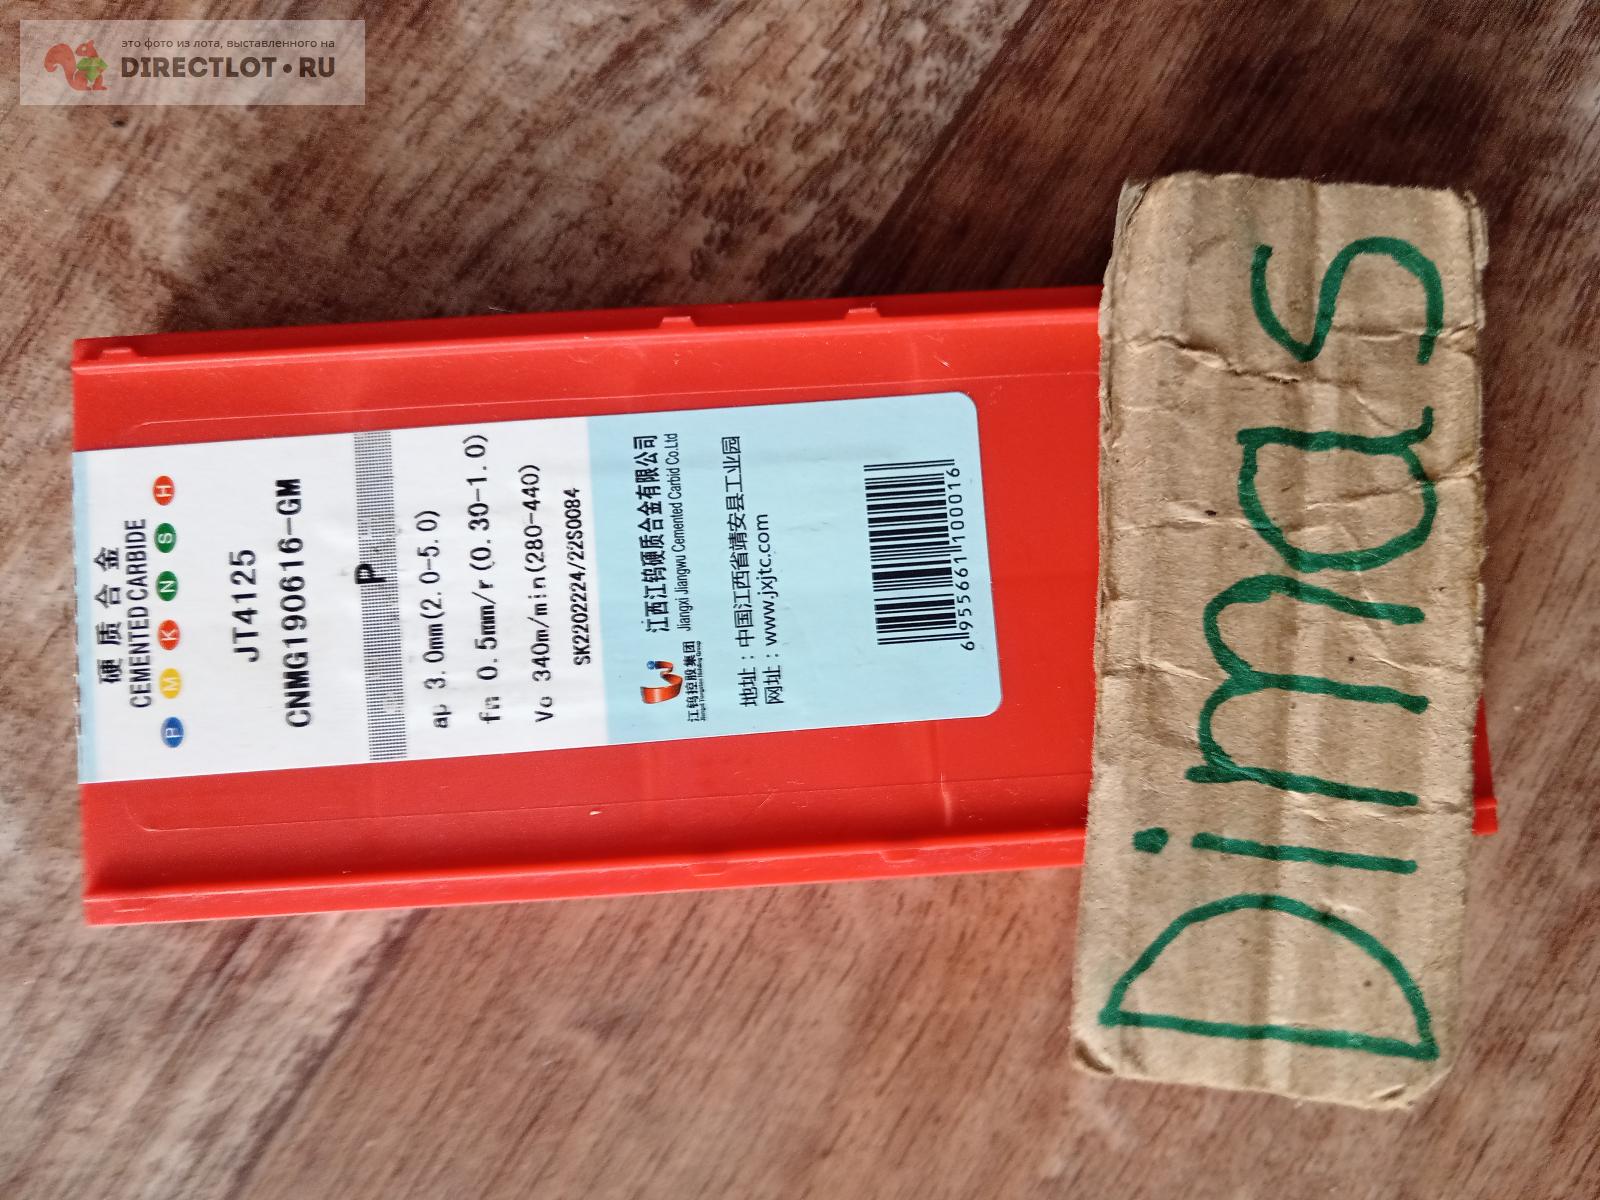 это фото из лота, выставленного на
DIRECTLOT•RU
硬质合金
CEMENTED CARBIDE
P M K N S H
JT4125
CNMG190616-GM
P
ap 3.0mm(2.0-5.0)
fn 0.5mm/r(0.30-1.0)
Vc 340m/min(280-440)
SK2202224/22S0084
江西江钨硬质合金有限公司
Jiangxi Jiangwu Cemented Carbid Co.Ltd
江钨控股集团
地址：中国江西省靖安县工业园
网址：www.jxjtc.com
6955661100016
Dimas